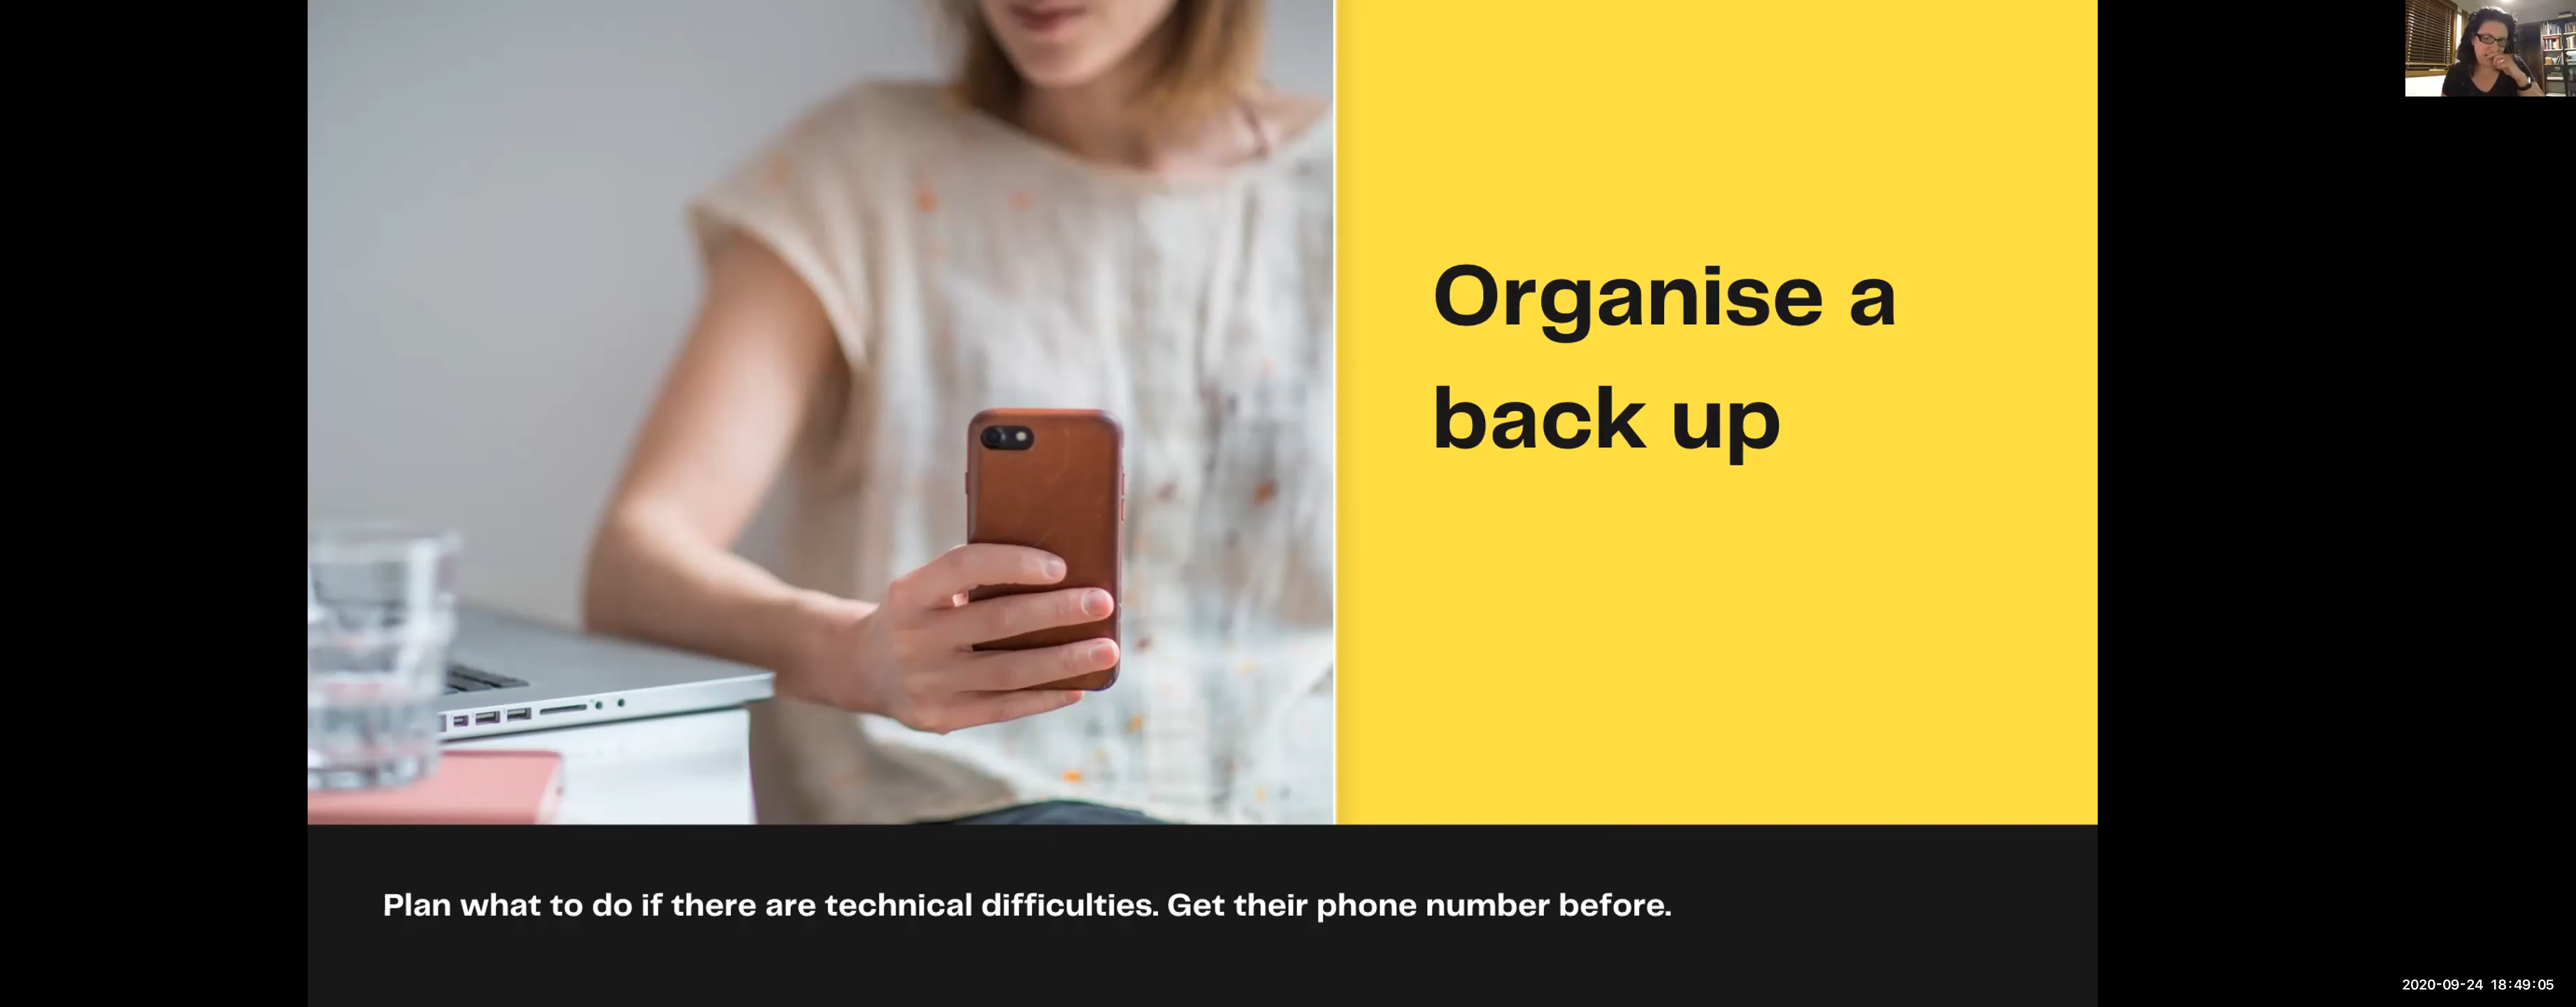 Organise a
back up
Plan what to do if there are technical difficulties. Get their phone number before.
2020-09-24 18:49:05